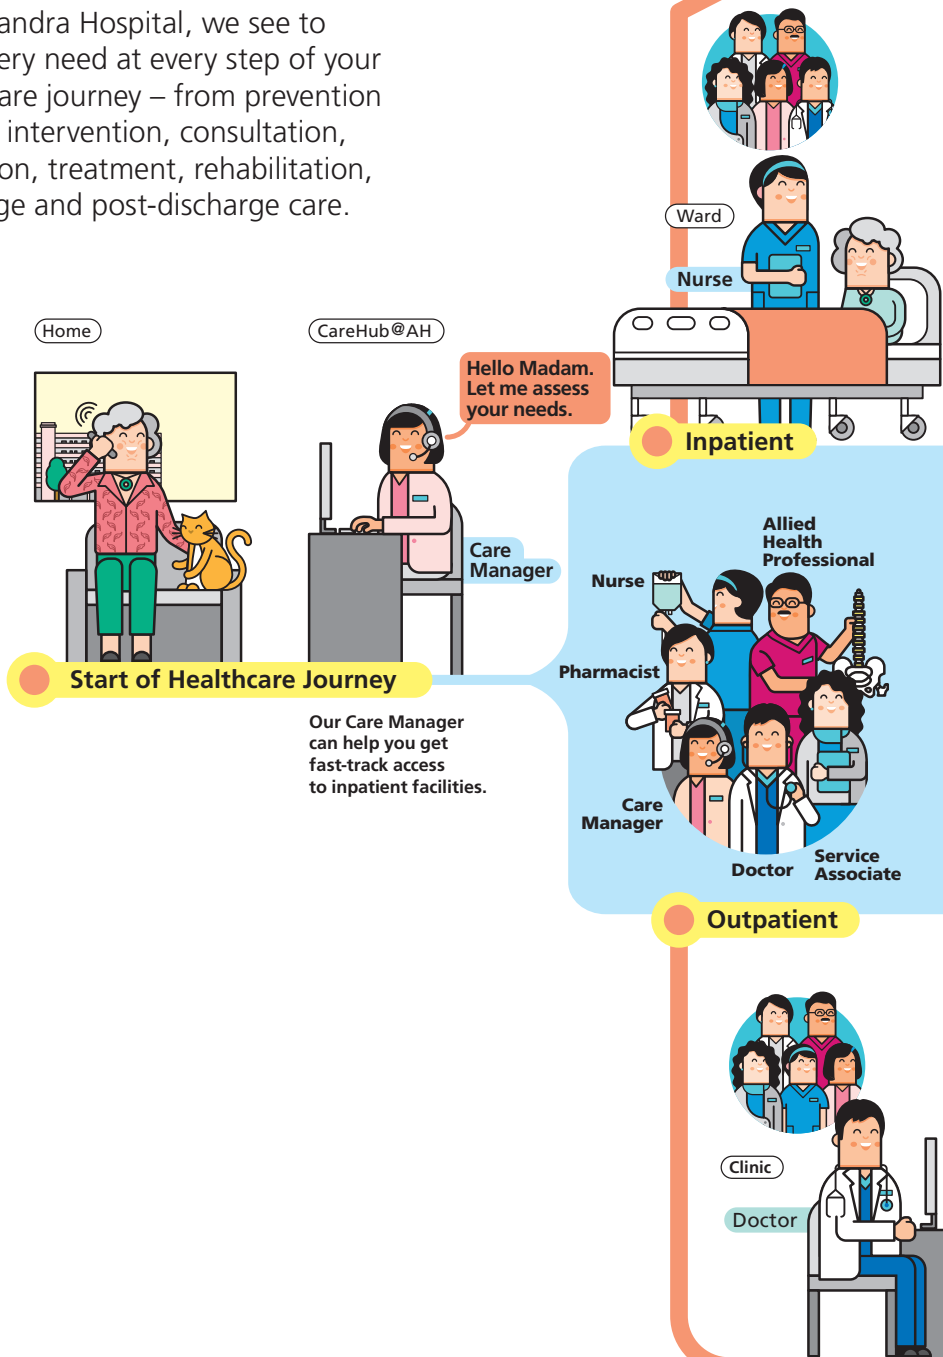 andra Hospital, we see to
ery need at every step of your
are journey – from prevention
intervention, consultation,
on, treatment, rehabilitation,
ge and post-discharge care.
Ward
Nurse
Home
CareHub@AH
Hello Madam.
Let me assess
your needs.
Inpatient
Care
Manager
Allied
Health
Professional
Nurse
Pharmacist
Start of Healthcare Journey
Our Care Manager
can help you get
fast-track access
to inpatient facilities.
Care
Manager
Doctor
Service
Associate
Outpatient
Clinic
Doctor